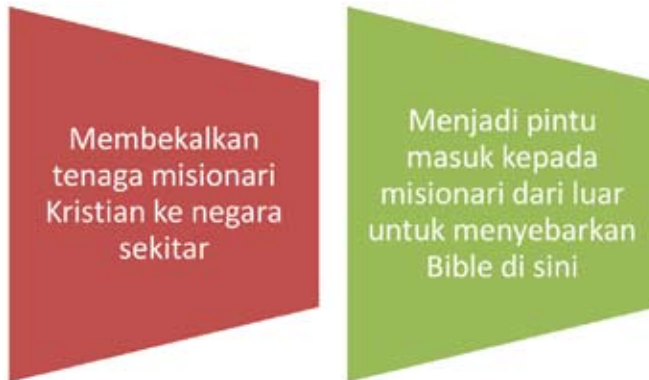 Membekalkan
tenaga misionari
Kristian ke negara
sekitar
Menjadi pintu
masuk kepada
misionari dari luar
untuk menyebarkan
Bible di sini